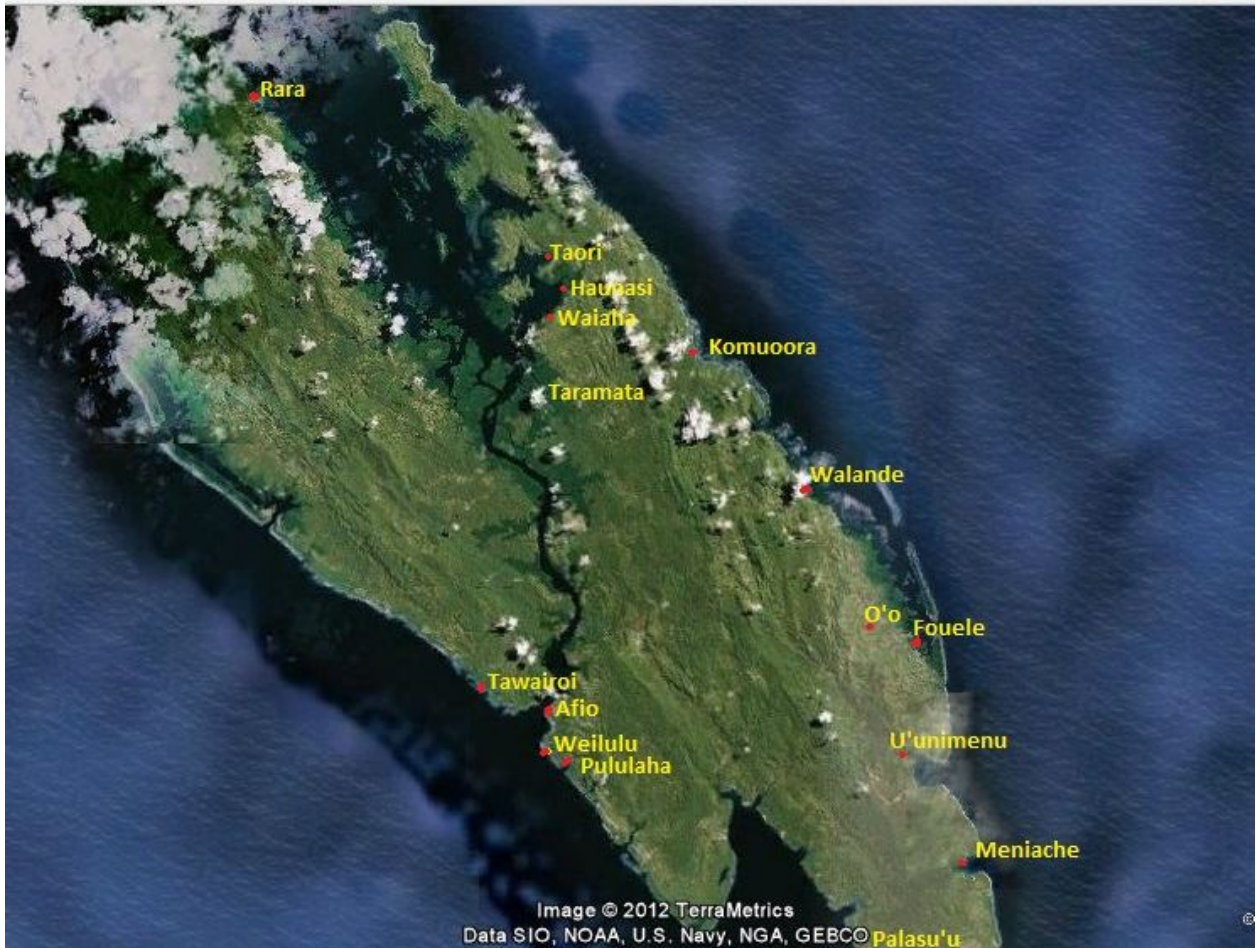 Rara
Taori
Haunasi
Waiaha
Komuoora
Taramata
Walande
O'o
Fouele
Tawairoi
Afio
U'unimenu
Weilulu
Pululaha
Meniache
Image © 2012 TerraMetrics
©
Data SIO, NOAA, U.S. Navy, NGA, GEBCO
Palasu'u